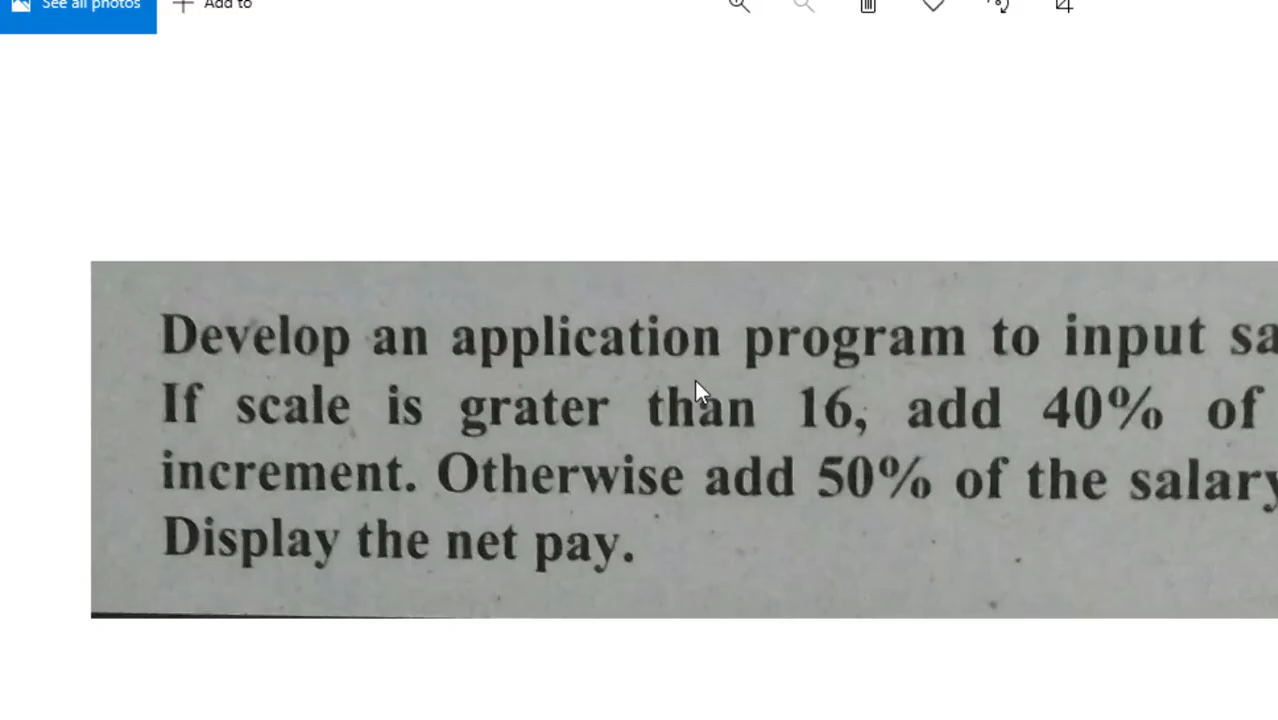 See all photos
Add to
Develop an application program to input sa
If scale is grater than 16, add 40% of
increment. Otherwise add 50% of the salary
Display the net pay.